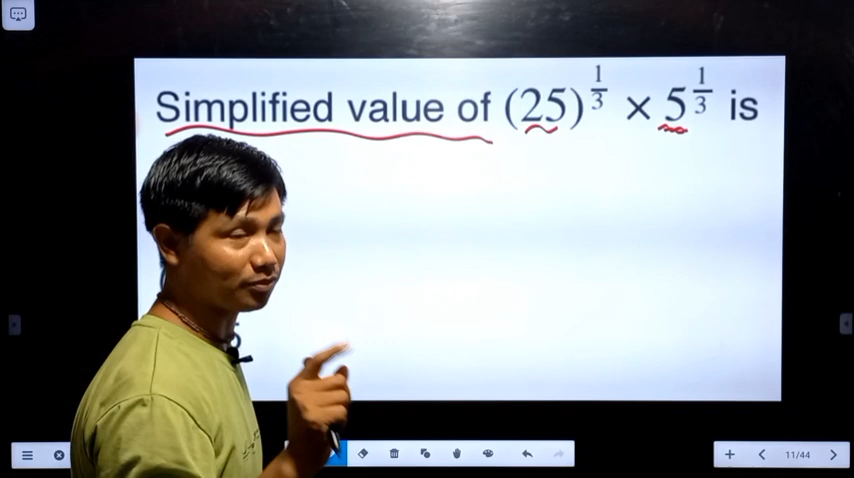 Simplified value of (25)^{1/3} × 5^{1/3} is
11/44